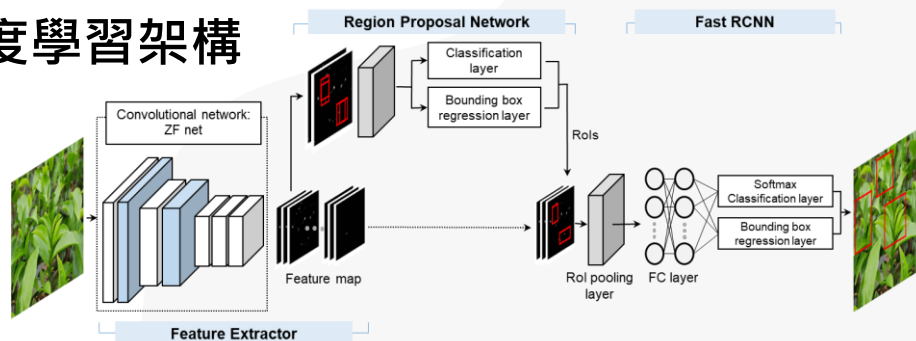 度學習架構
Region Proposal Network
Fast RCNN
Classification
layer
Bounding box
regression layer
Convolutional network:
ZF net
RoIs
Softmax
Classification layer
Bounding box
regression layer
Feature map
RoI pooling
layer
FC layer
Feature Extractor